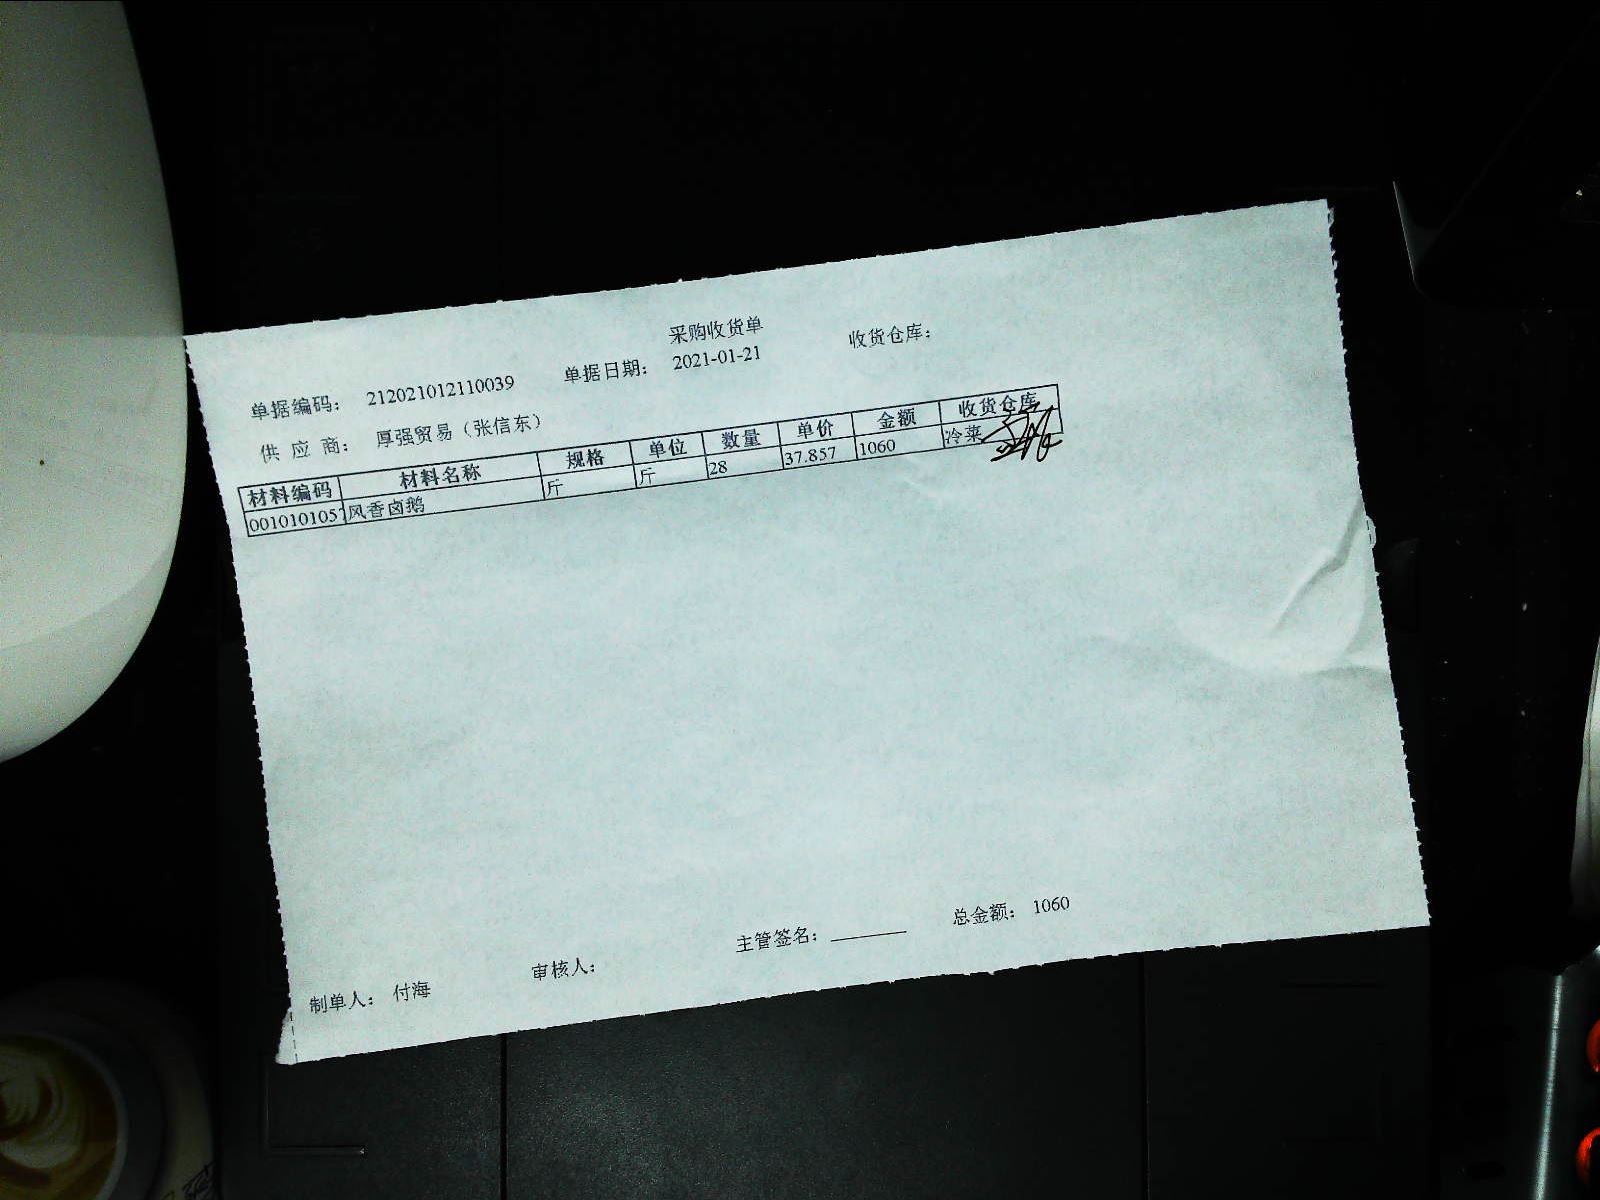 采购收货单
单据编码: 212021012110039 单据日期: 2021-01-21 收货仓库:
供 应 商: 厚强贸易（张信东）
材料编码 材料名称 规格 单位 数量 单价 金额 收货仓库
0010101057 风香卤鹅 斤 斤 28 37.857 1060 冷菜
制单人: 付海 审核人: 主管签名: 总金额: 1060